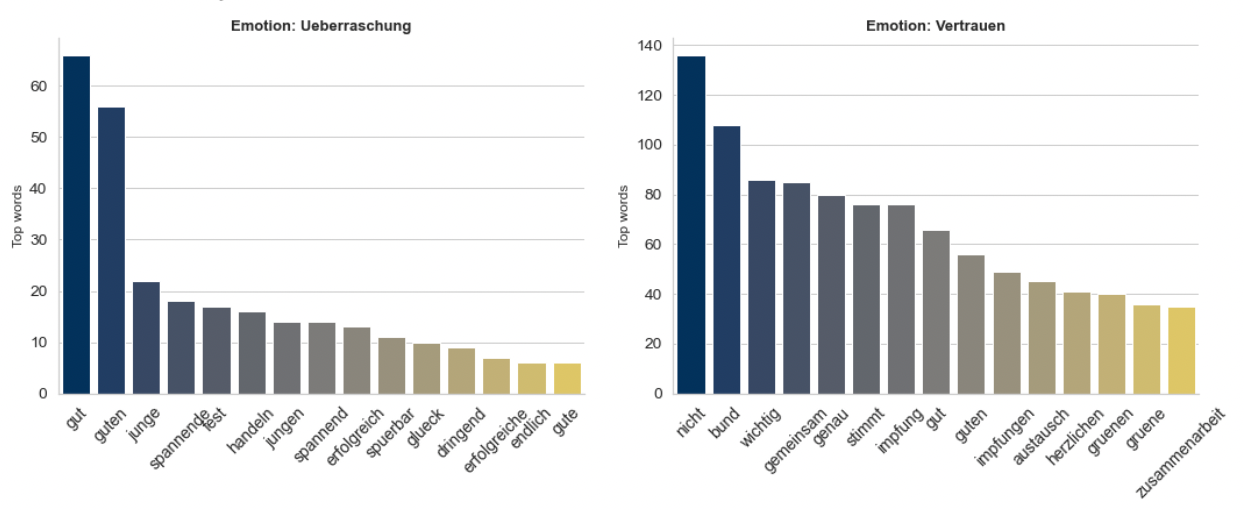 Emotion: Ueberraschung
Top words
60
50
40
30
20
10
0
gut
guten
junge
spannende
fest
handeln
jungen
spannend
erfolgreich
spuerbar
glueck
dringend
erfolgreiche
endlich
gute
Emotion: Vertrauen
Top words
140
120
100
80
60
40
20
0
nicht
bund
wichtig
gemeinsam
genau
stimmt
impfung
gut
guten
impfungen
austausch
herzlichen
gruenen
gruene
zusammenarbeit